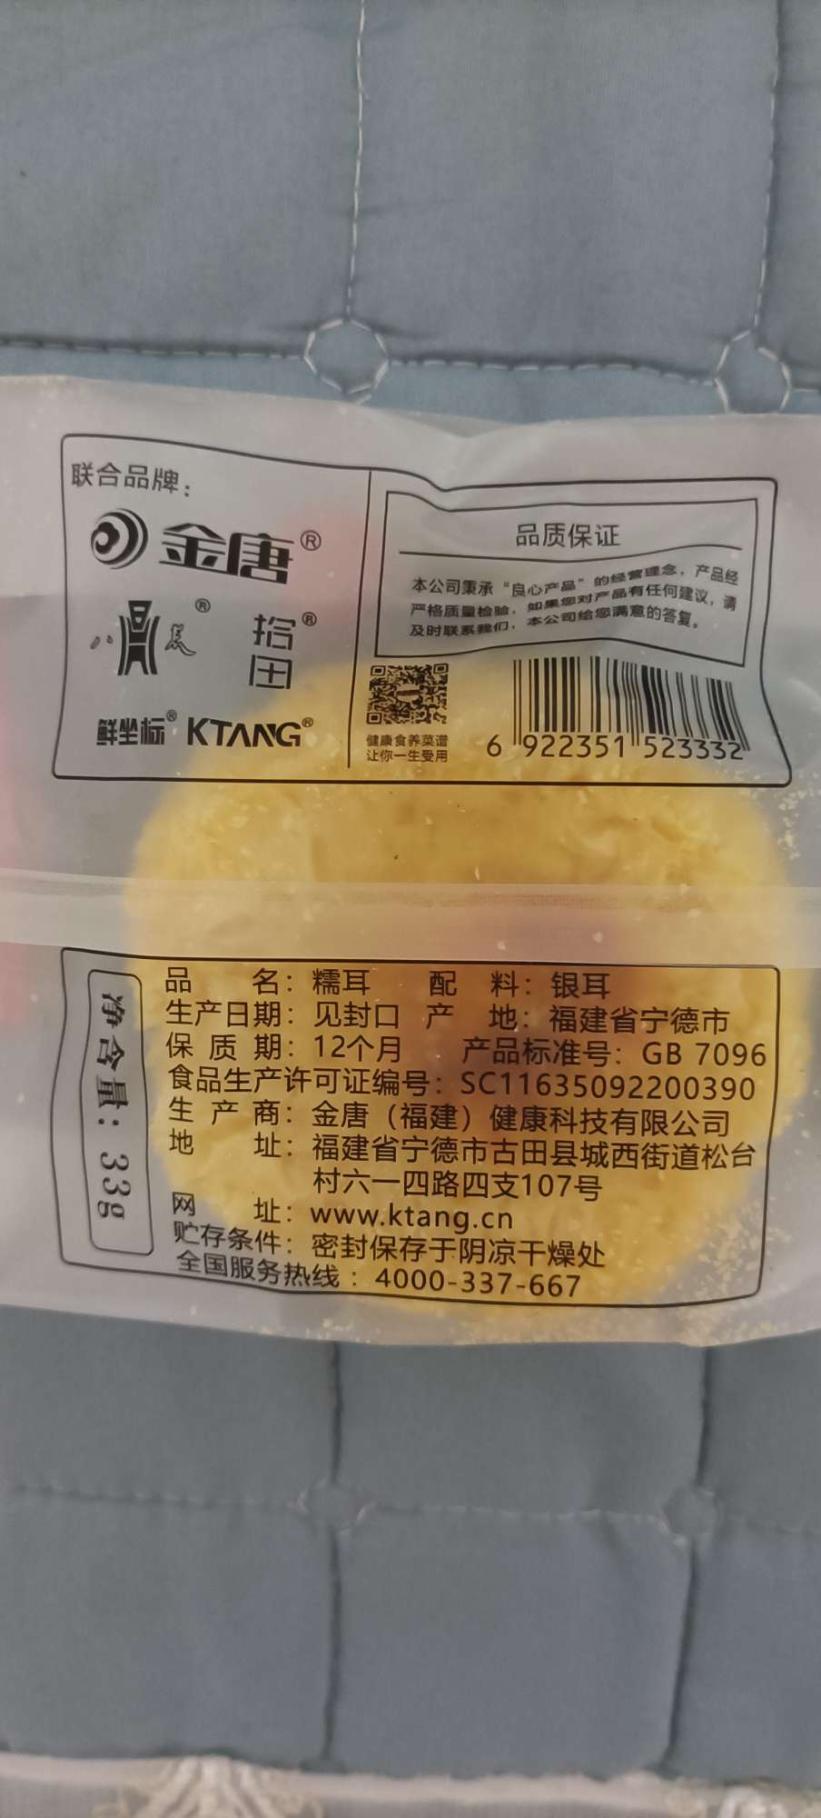 联合品牌：
金唐®
八 ® 美
拾田®
鲜坐标® KTANG®
品质保证
本公司秉承“良心产品”的经营理念，产品经
严格质量检验，如果您对产品有任何建议，请
及时联系我们，本公司给您满意的答复。
健康食养菜谱
让你一生受用
6 922351 523332
净含量：33g
品 名：糯耳 配 料：银耳
生产日期：见封口 产 地：福建省宁德市
保 质 期：12个月 产品标准号：GB 7096
食品生产许可证编号：SC11635092200390
生 产 商：金唐（福建）健康科技有限公司
地 址：福建省宁德市古田县城西街道松台
村六一四路四支107号
网 址：www.ktang.cn
贮存条件：密封保存于阴凉干燥处
全国服务热线：4000-337-667